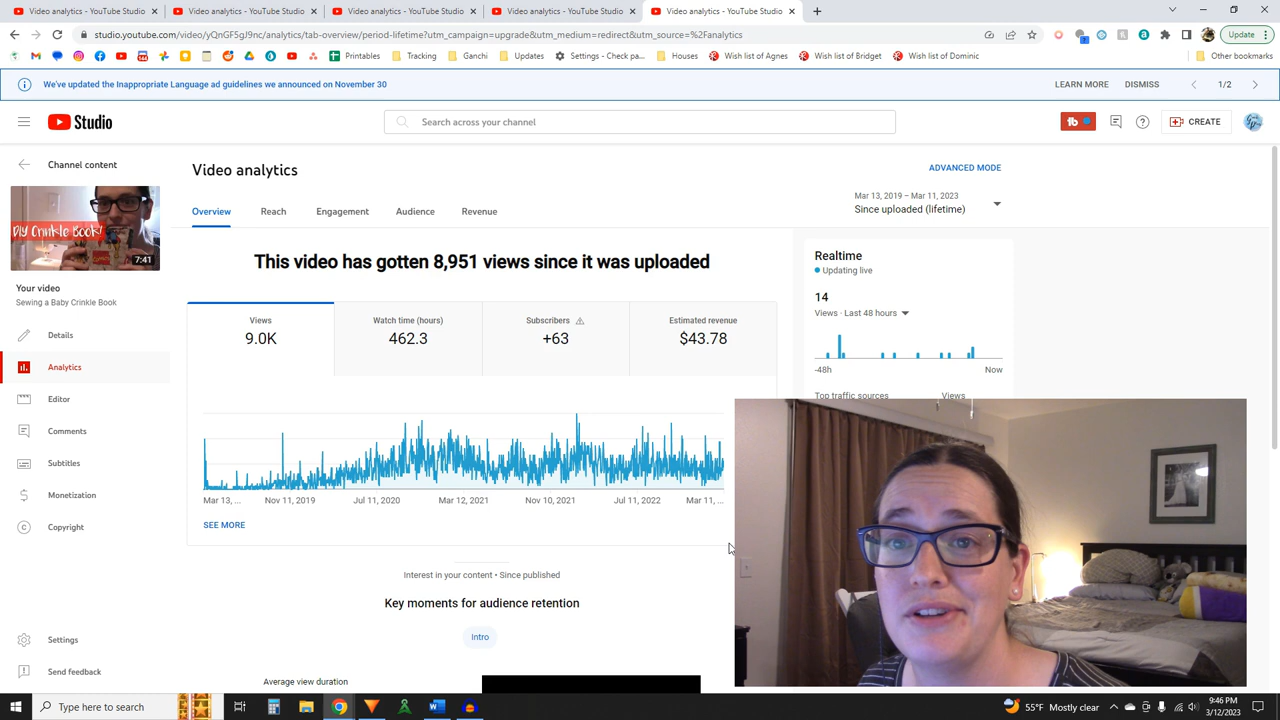 Video analytics - YouTube Studio
Video analytics - YouTube Studio
Video analytics - YouTube Studio
Video analytics - YouTube Studio
Video analytics - YouTube Studio
studio.youtube.com/video/yQnGF5gJ9nc/analytics/tab-overview/period-lifetime?utm_campaign=upgrade&utm_medium=redirect&utm_source=%2Fanalytics
Update
Printables
Tracking
Ganchi
Updates
Settings - Check pa...
Houses
Wish list of Agnes
Wish list of Bridget
Wish list of Dominic
Other bookmarks
We've updated the Inappropriate Language ad guidelines we announced on November 30
LEARN MORE
DISMISS
1/2
Studio
Search across your channel
tb
CREATE
Channel content
Video analytics
ADVANCED MODE
Mar 13, 2019 – Mar 11, 2023
Since uploaded (lifetime)
Overview
Reach
Engagement
Audience
Revenue
DIY Crinkle Book!
7:41
Your video
Sewing a Baby Crinkle Book
Details
Analytics
Editor
Comments
Subtitles
Monetization
Copyright
Settings
Send feedback
This video has gotten 8,951 views since it was uploaded
Views
9.0K
Watch time (hours)
462.3
Subscribers
+63
Estimated revenue
$43.78
Mar 13, ...
Nov 11, 2019
Jul 11, 2020
Mar 12, 2021
Nov 10, 2021
Jul 11, 2022
Mar 11, ...
SEE MORE
Interest in your content • Since published
Key moments for audience retention
Intro
Average view duration
Realtime
Updating live
14
Views · Last 48 hours
-48h
Now
Top traffic sources
Views
Type here to search
55°F Mostly clear
9:46 PM
3/12/2023